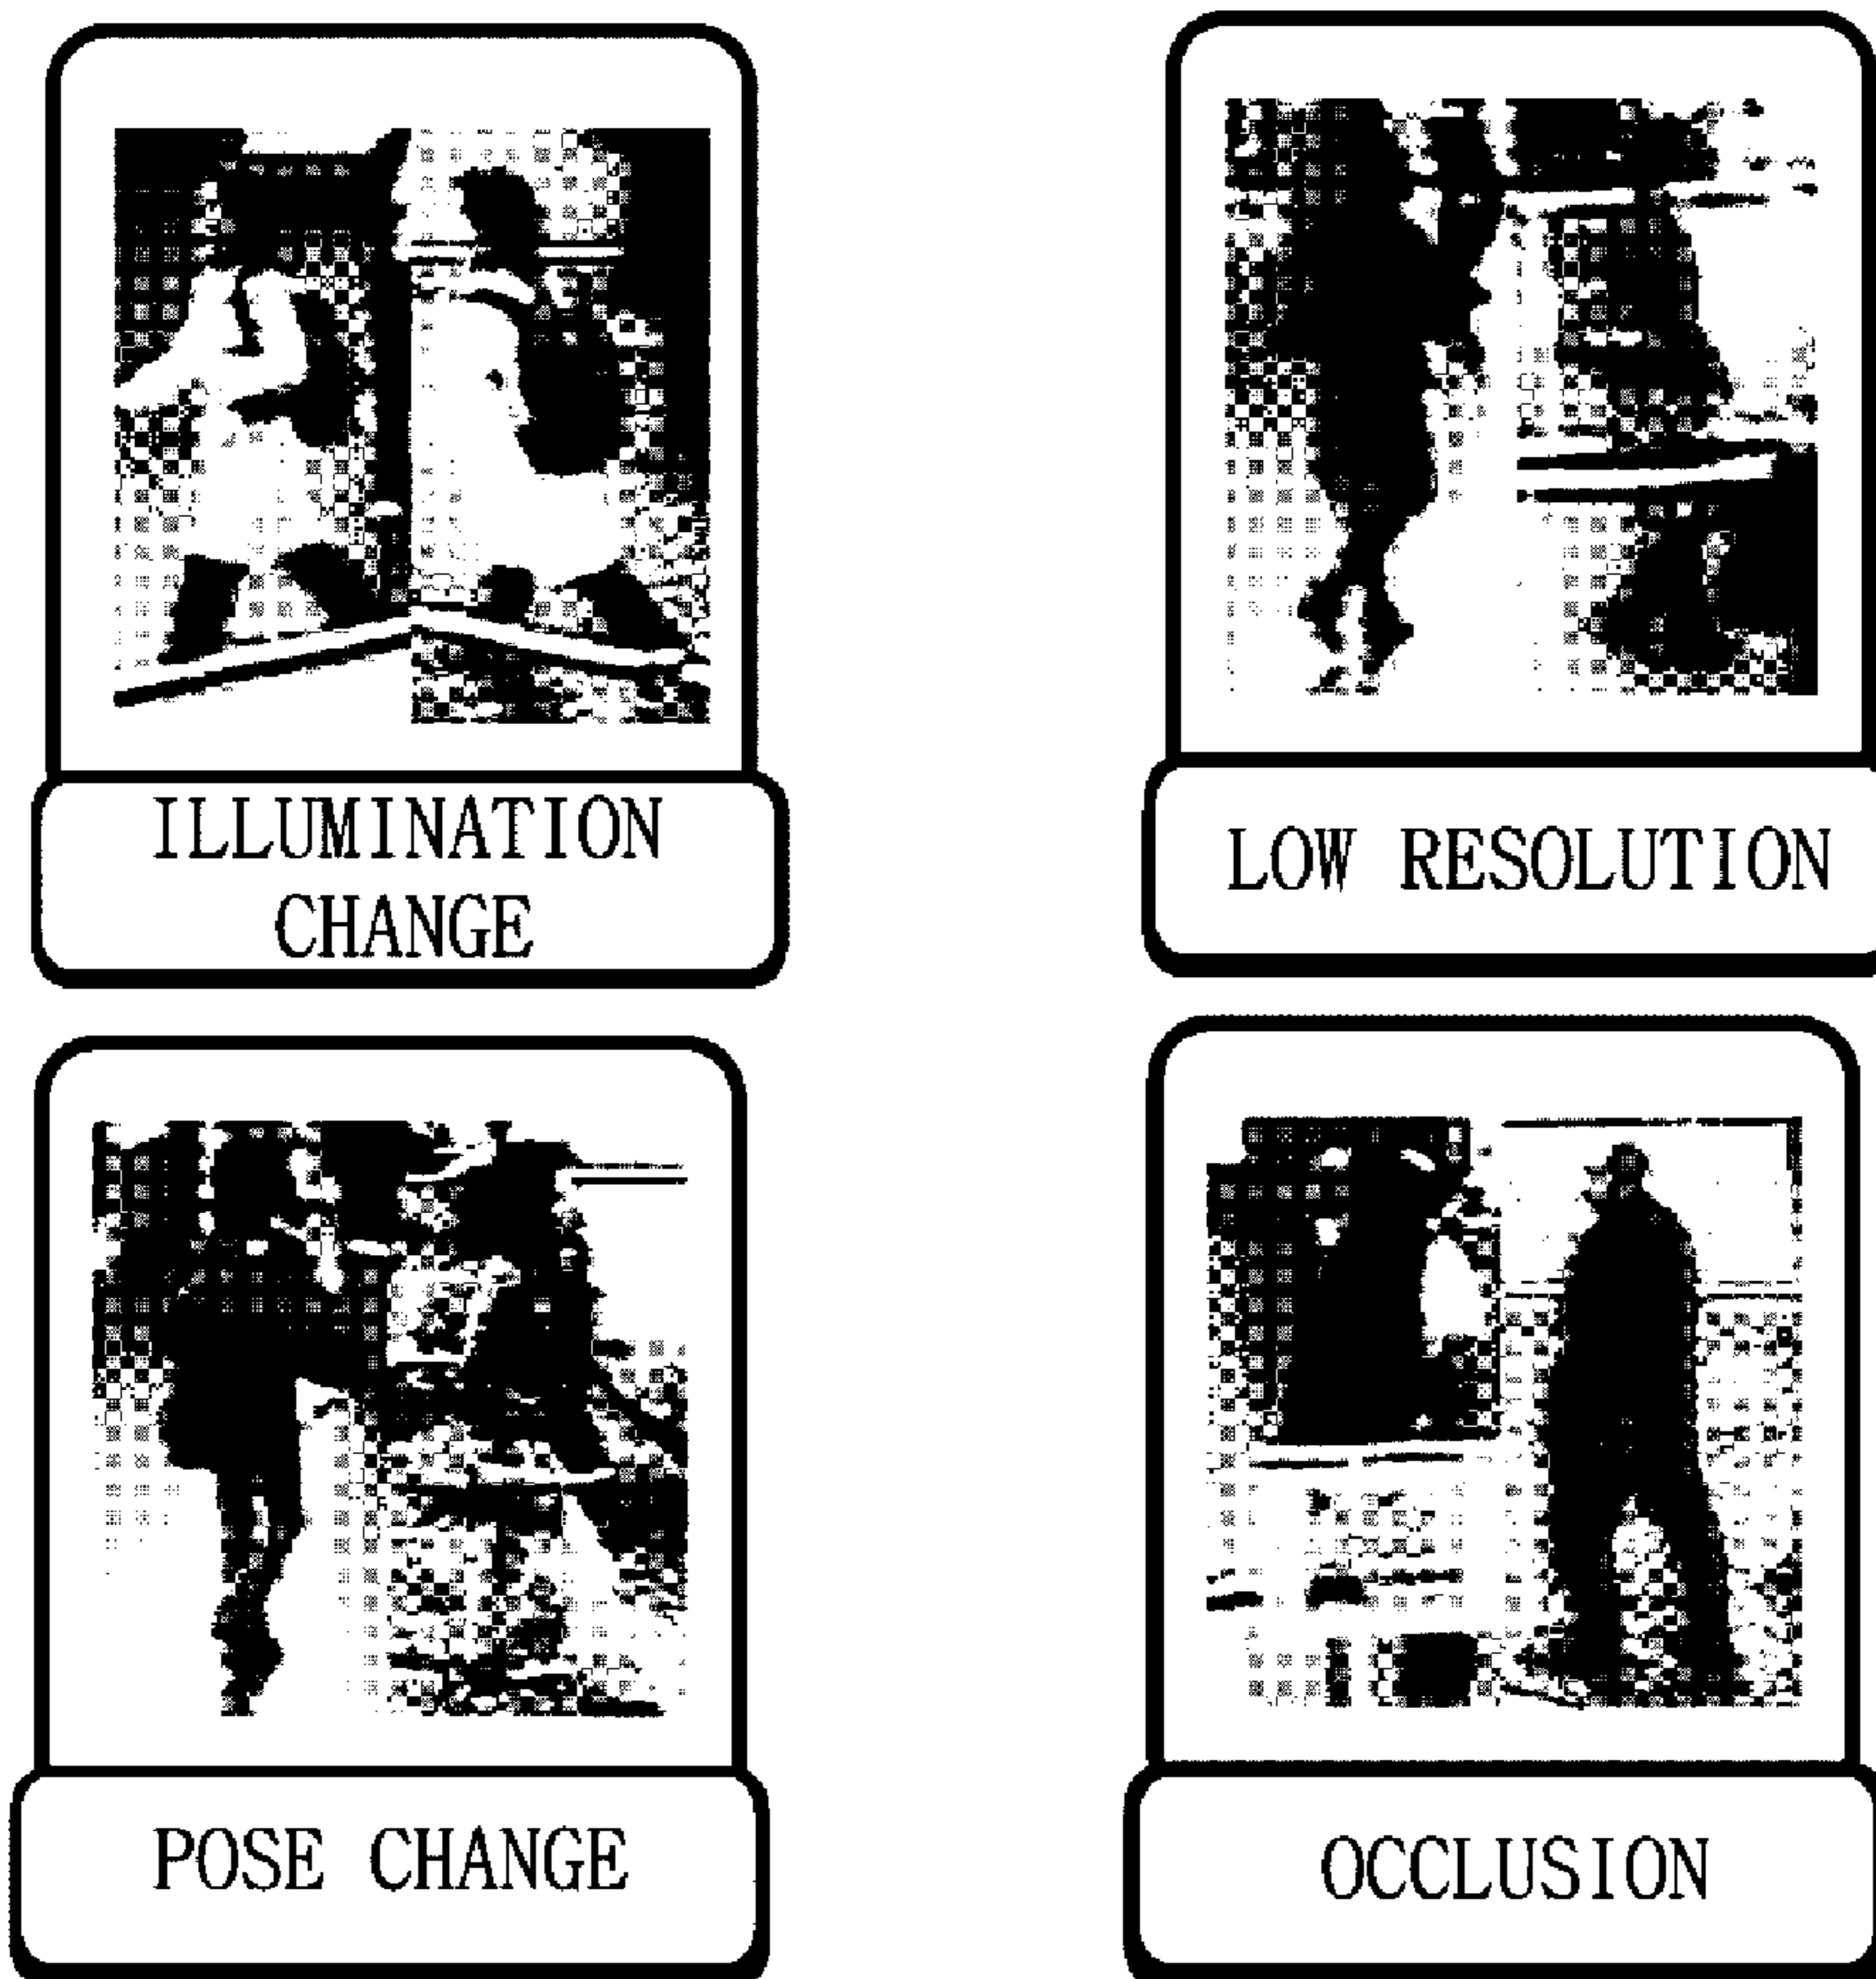 ILLUMINATION
CHANGE
LOW RESOLUTION
POSE CHANGE
OCCLUSION